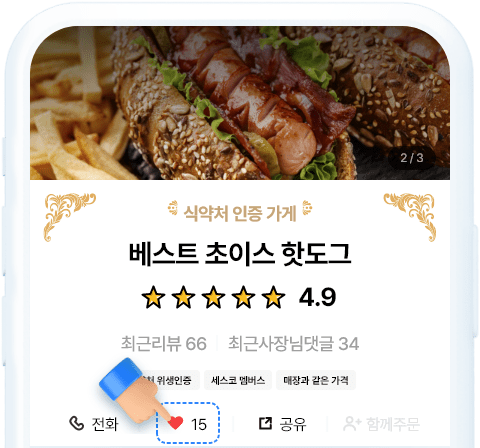 2 / 3
식약처 인증 가게
베스트 초이스 핫도그
4.9
최근리뷰 66 최근사장님댓글 34
위생인증 세스코 멤버스 매장과 같은 가격
전화 15 공유 함께주문